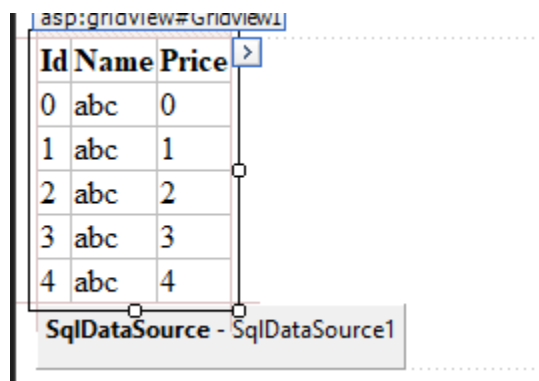 asp:gridview#Gridview1
Id Name Price
0 abc 0
1 abc 1
2 abc 2
3 abc 3
4 abc 4
SqlDataSource - SqlDataSource1